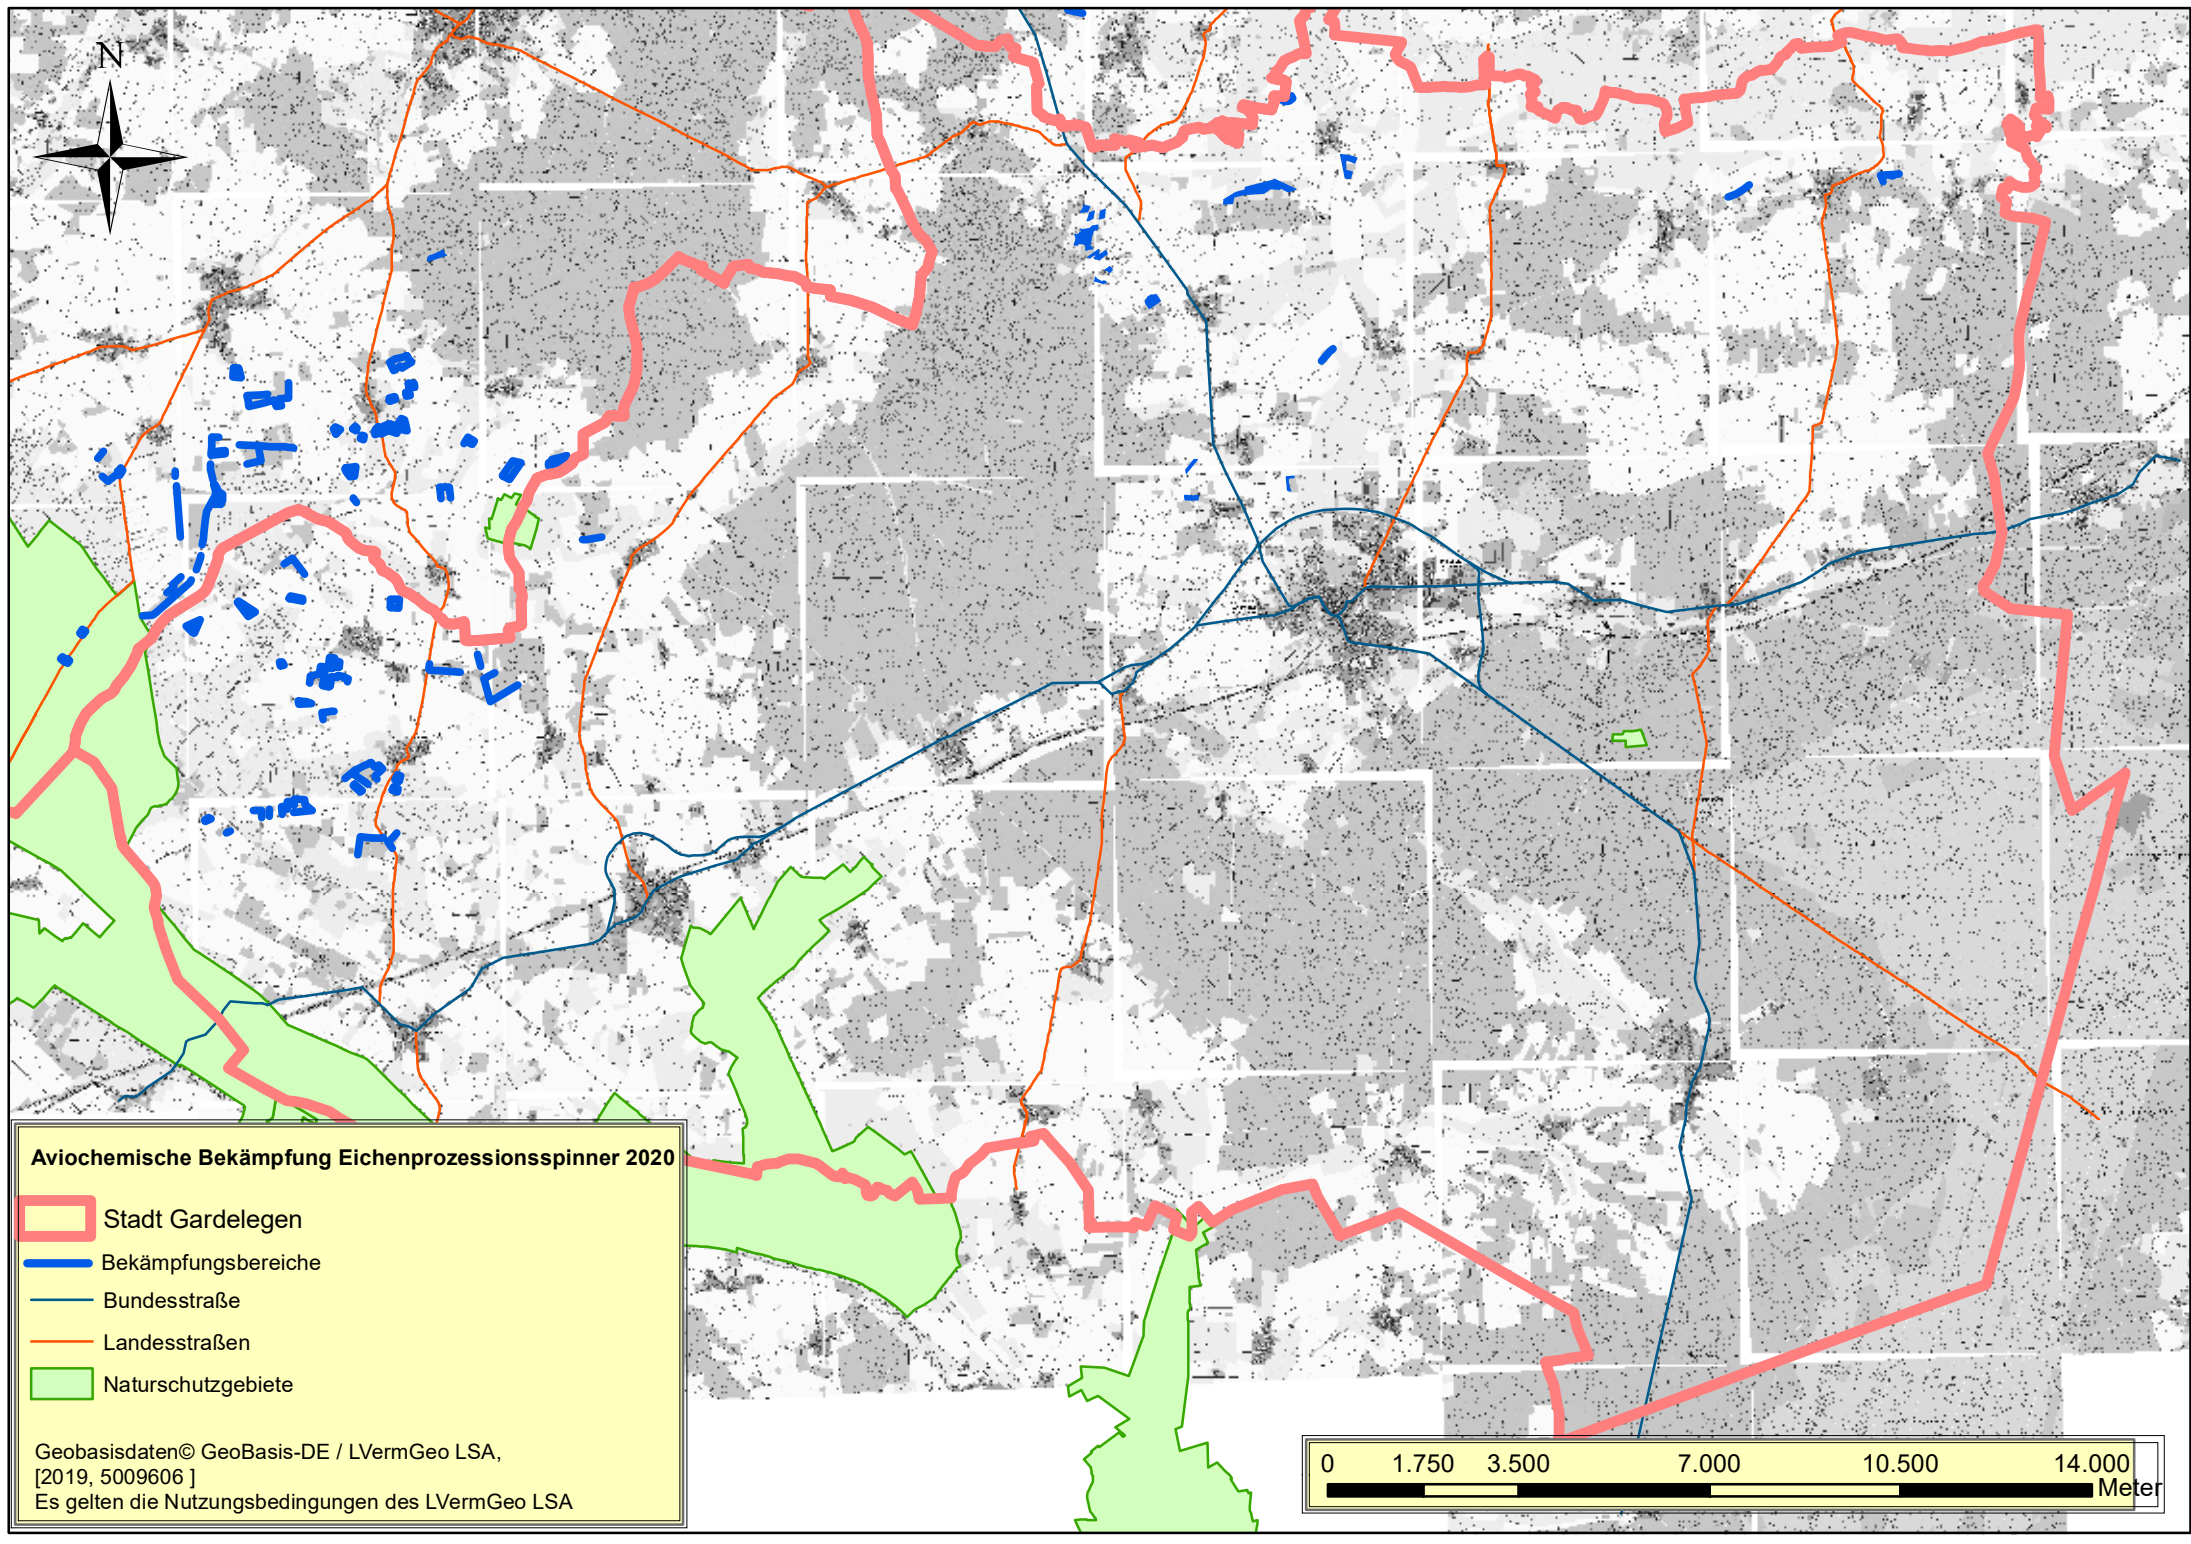 N
Aviochemische Bekämpfung Eichenprozessionsspinner 2020
Stadt Gardelegen
Bekämpfungsbereiche
Bundesstraße
Landesstraßen
Naturschutzgebiete
Geobasisdaten© GeoBasis-DE / LVermGeo LSA,
[2019, 5009606 ]
Es gelten die Nutzungsbedingungen des LVermGeo LSA
0 1.750 3.500 7.000 10.500 14.000
Meter